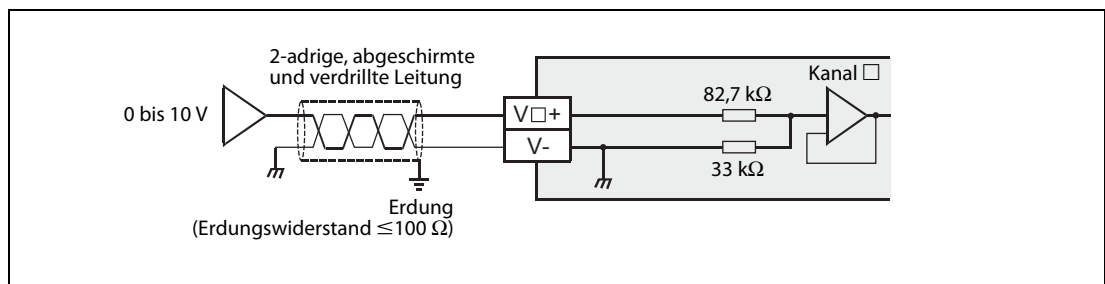 2-adrige, abgeschirmte
und verdrillte Leitung
Kanal □
82,7 kΩ
0 bis 10 V
V□+
V-
33 kΩ
Erdung
(Erdungswiderstand ≤100 Ω)